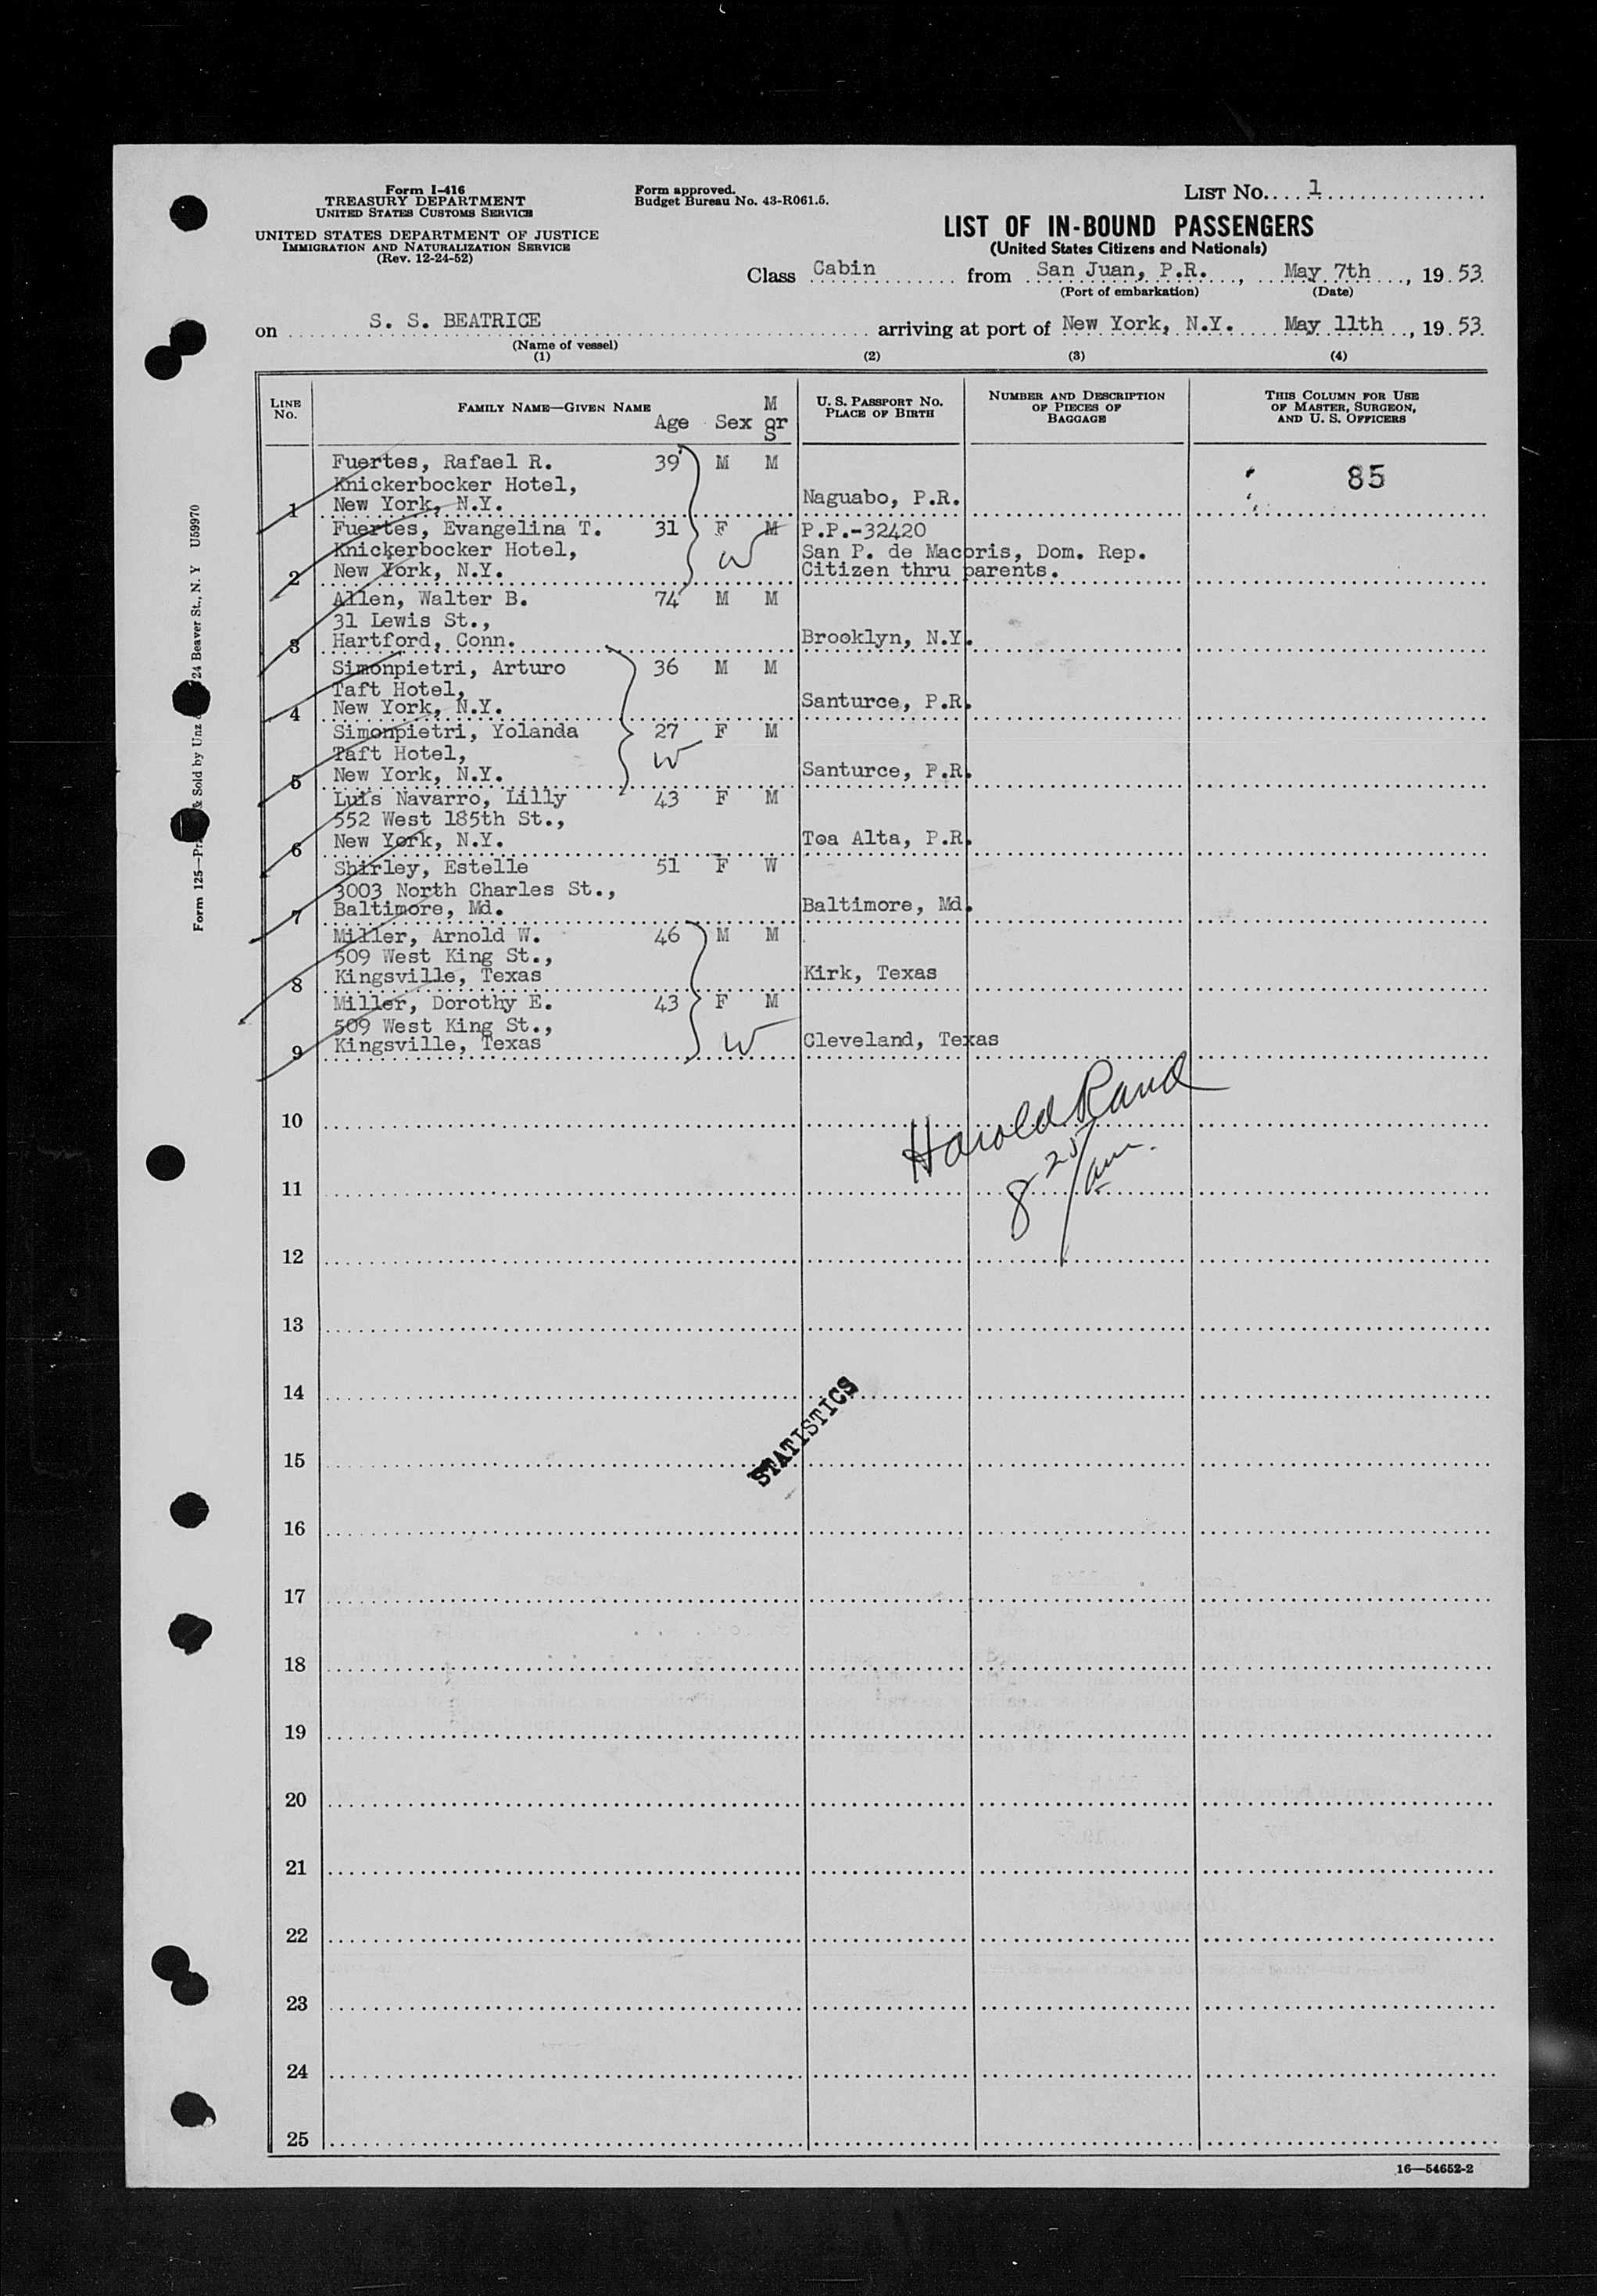 Form I-416
TREASURY DEPARTMENT
UNITED STATES CUSTOMS SERVICE
UNITED STATES DEPARTMENT OF JUSTICE
IMMIGRATION AND NATURALIZATION SERVICE
(Rev. 12-24-52)
Form approved.
Budget Bureau No. 43-R061.5.
LIST NO. 1
LIST OF IN-BOUND PASSENGERS
(United States Citizens and Nationals)
Class Cabin from San Juan, P.R., May 7th, 1953
(Port of embarkation) (Date)
on S. S. BEATRICE arriving at port of New York, N.Y. May 11th, 1953
(Name of vessel)
(1) (2) (3) (4)
LINE No. FAMILY NAME—GIVEN NAME Age Sex M or S U. S. PASSPORT NO. PLACE OF BIRTH NUMBER AND DESCRIPTION OF PIECES OF BAGGAGE THIS COLUMN FOR USE OF MASTER, SURGEON, AND U. S. OFFICERS
Fuertes, Rafael R. 39 M M 85
Knickerbocker Hotel,
1 New York, N.Y. Naguabo, P.R.
Fuertes, Evangelina T. 31 F M P.P.-32420
Knickerbocker Hotel, W San P. de Macoris, Dom. Rep.
2 New York, N.Y. Citizen thru parents.
Allen, Walter B. 74 M M
31 Lewis St.,
3 Hartford, Conn. Brooklyn, N.Y.
Simonpietri, Arturo 36 M M
Taft Hotel,
4 New York, N.Y. Santurce, P.R.
Simonpietri, Yolanda 27 F M
Taft Hotel, W
5 New York, N.Y. Santurce, P.R.
Luis Navarro, Lilly 43 F M
552 West 185th St.,
6 New York, N.Y. Toa Alta, P.R.
Shirley, Estelle 51 F W
3003 North Charles St.,
7 Baltimore, Md. Baltimore, Md.
Miller, Arnold W. 46 M M
509 West King St.,
8 Kingsville, Texas Kirk, Texas
Miller, Dorothy E. 43 F M
509 West King St.,
9 Kingsville, Texas W Cleveland, Texas
Harold Rand
10
8 25/am.
11
12
13
14
STATISTICS
15
16
17
18
19
20
21
22
23
24
25
16—54652-2
Form 125—Pr & Sold by Unz 24 Beaver St., N. Y U59970